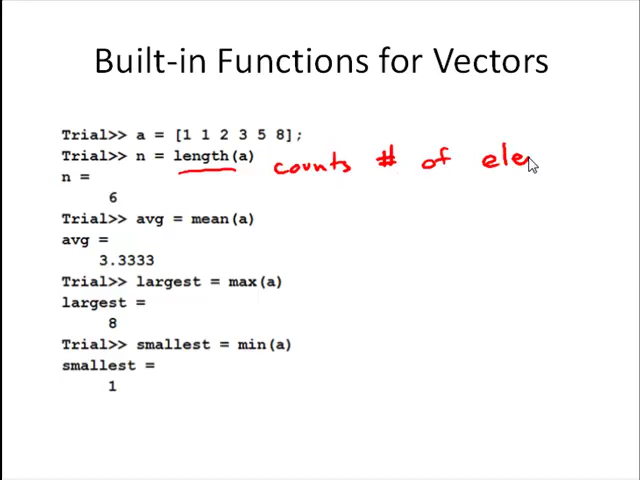 Built-in Functions for Vectors
Trial>> a = [1 1 2 3 5 8];
Trial>> n = length(a) counts # of ele
n =
6
Trial>> avg = mean(a)
avg =
3.3333
Trial>> largest = max(a)
largest =
8
Trial>> smallest = min(a)
smallest =
1